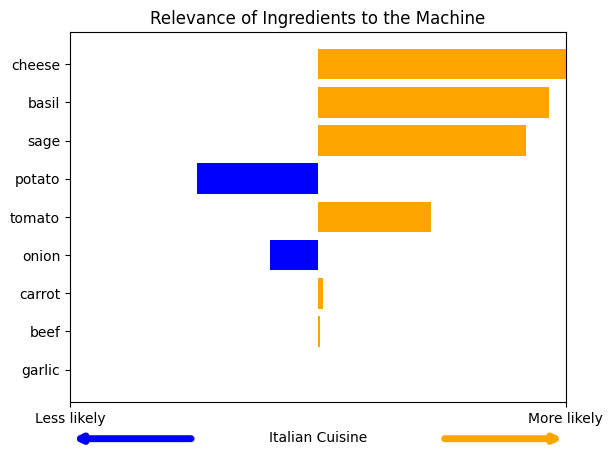 Relevance of Ingredients to the Machine
cheese
basil
sage
potato
tomato
onion
carrot
beef
garlic
Less likely
More likely
Italian Cuisine